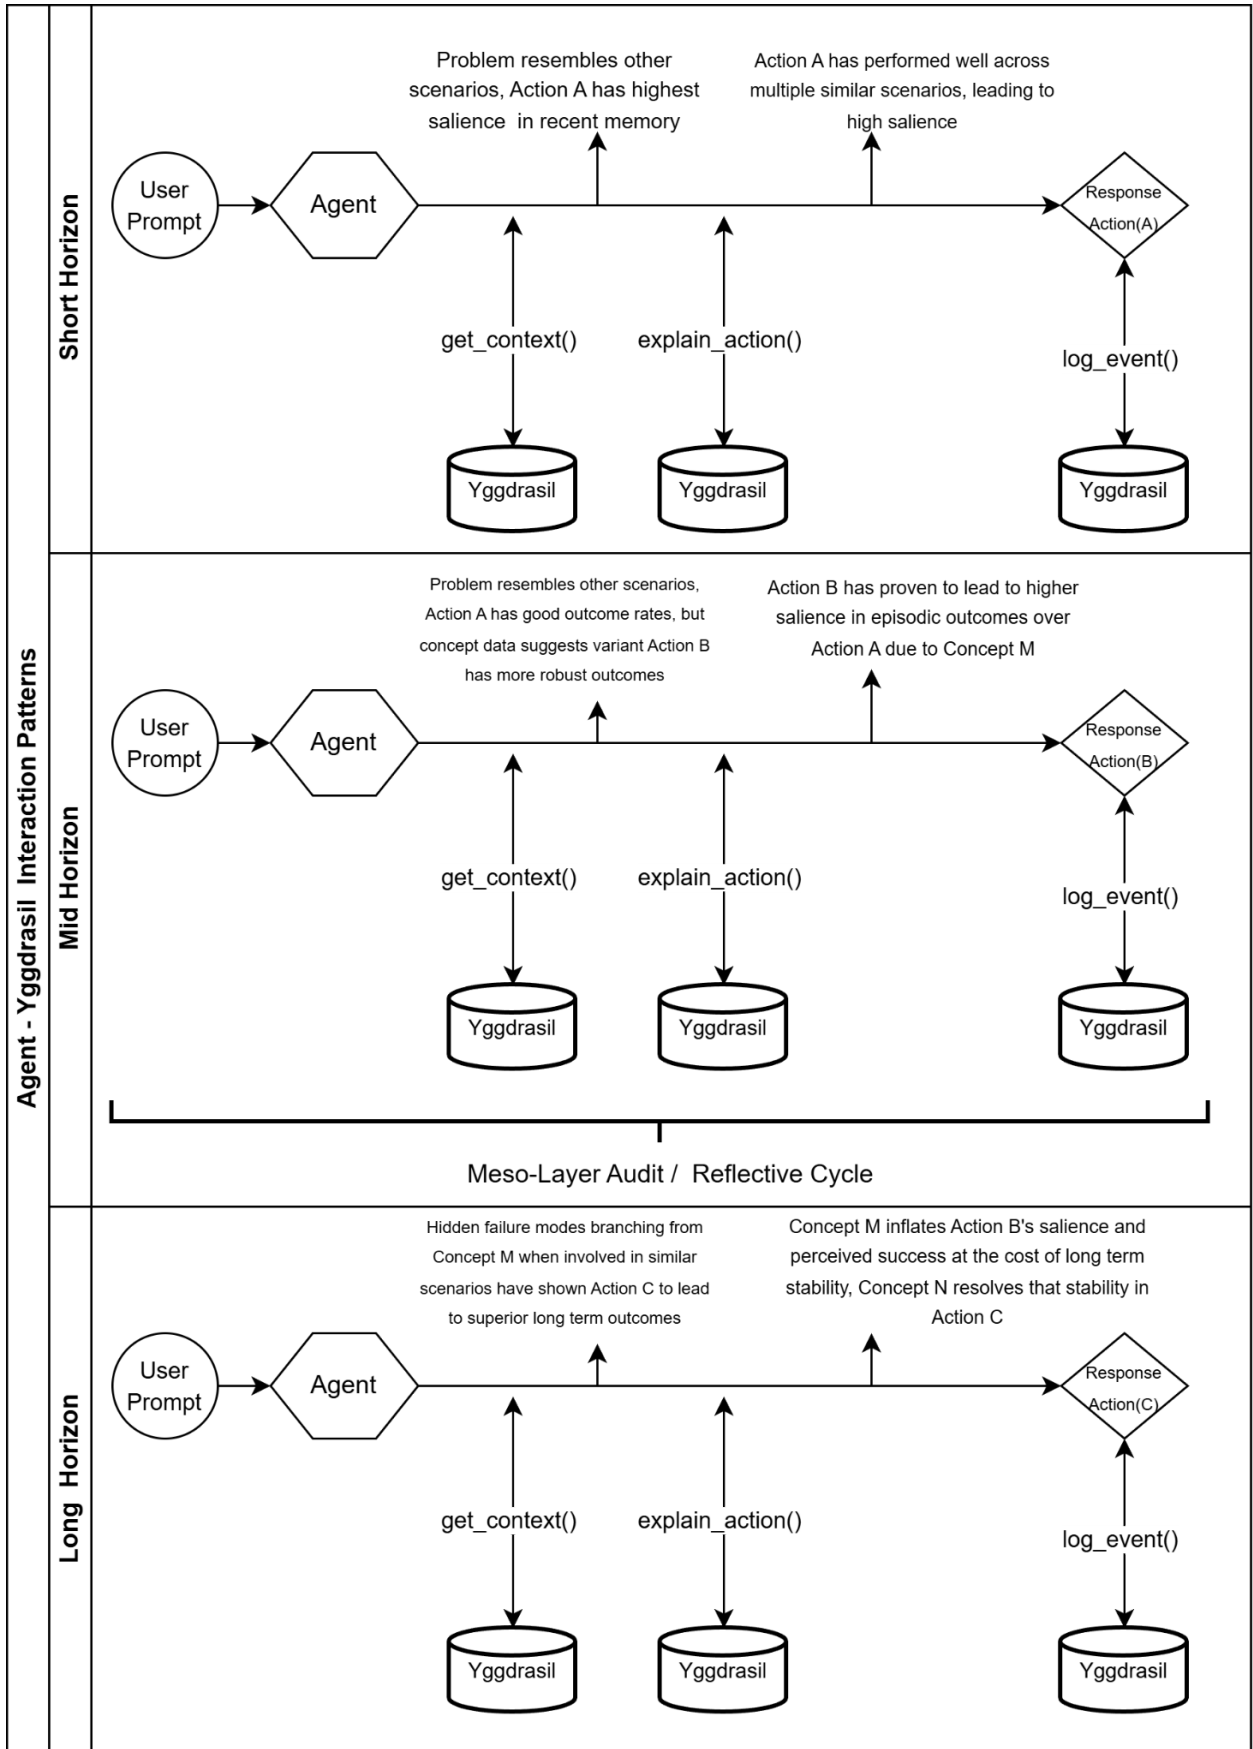 Agent - Yggdrasil Interaction Patterns
Short Horizon
Problem resembles other
scenarios, Action A has highest
salience in recent memory
Action A has performed well across
multiple similar scenarios, leading to
high salience
User
Prompt
Agent
Response
Action(A)
get_context()
explain_action()
log_event()
Yggdrasil
Yggdrasil
Yggdrasil
Mid Horizon
Problem resembles other scenarios,
Action A has good outcome rates, but
concept data suggests variant Action B
has more robust outcomes
Action B has proven to lead to higher
salience in episodic outcomes over
Action A due to Concept M
User
Prompt
Agent
Response
Action(B)
get_context()
explain_action()
log_event()
Yggdrasil
Yggdrasil
Yggdrasil
Meso-Layer Audit / Reflective Cycle
Long Horizon
Hidden failure modes branching from
Concept M when involved in similar
scenarios have shown Action C to lead
to superior long term outcomes
Concept M inflates Action B's salience and
perceived success at the cost of long term
stability, Concept N resolves that stability in
Action C
User
Prompt
Agent
Response
Action(C)
get_context()
explain_action()
log_event()
Yggdrasil
Yggdrasil
Yggdrasil